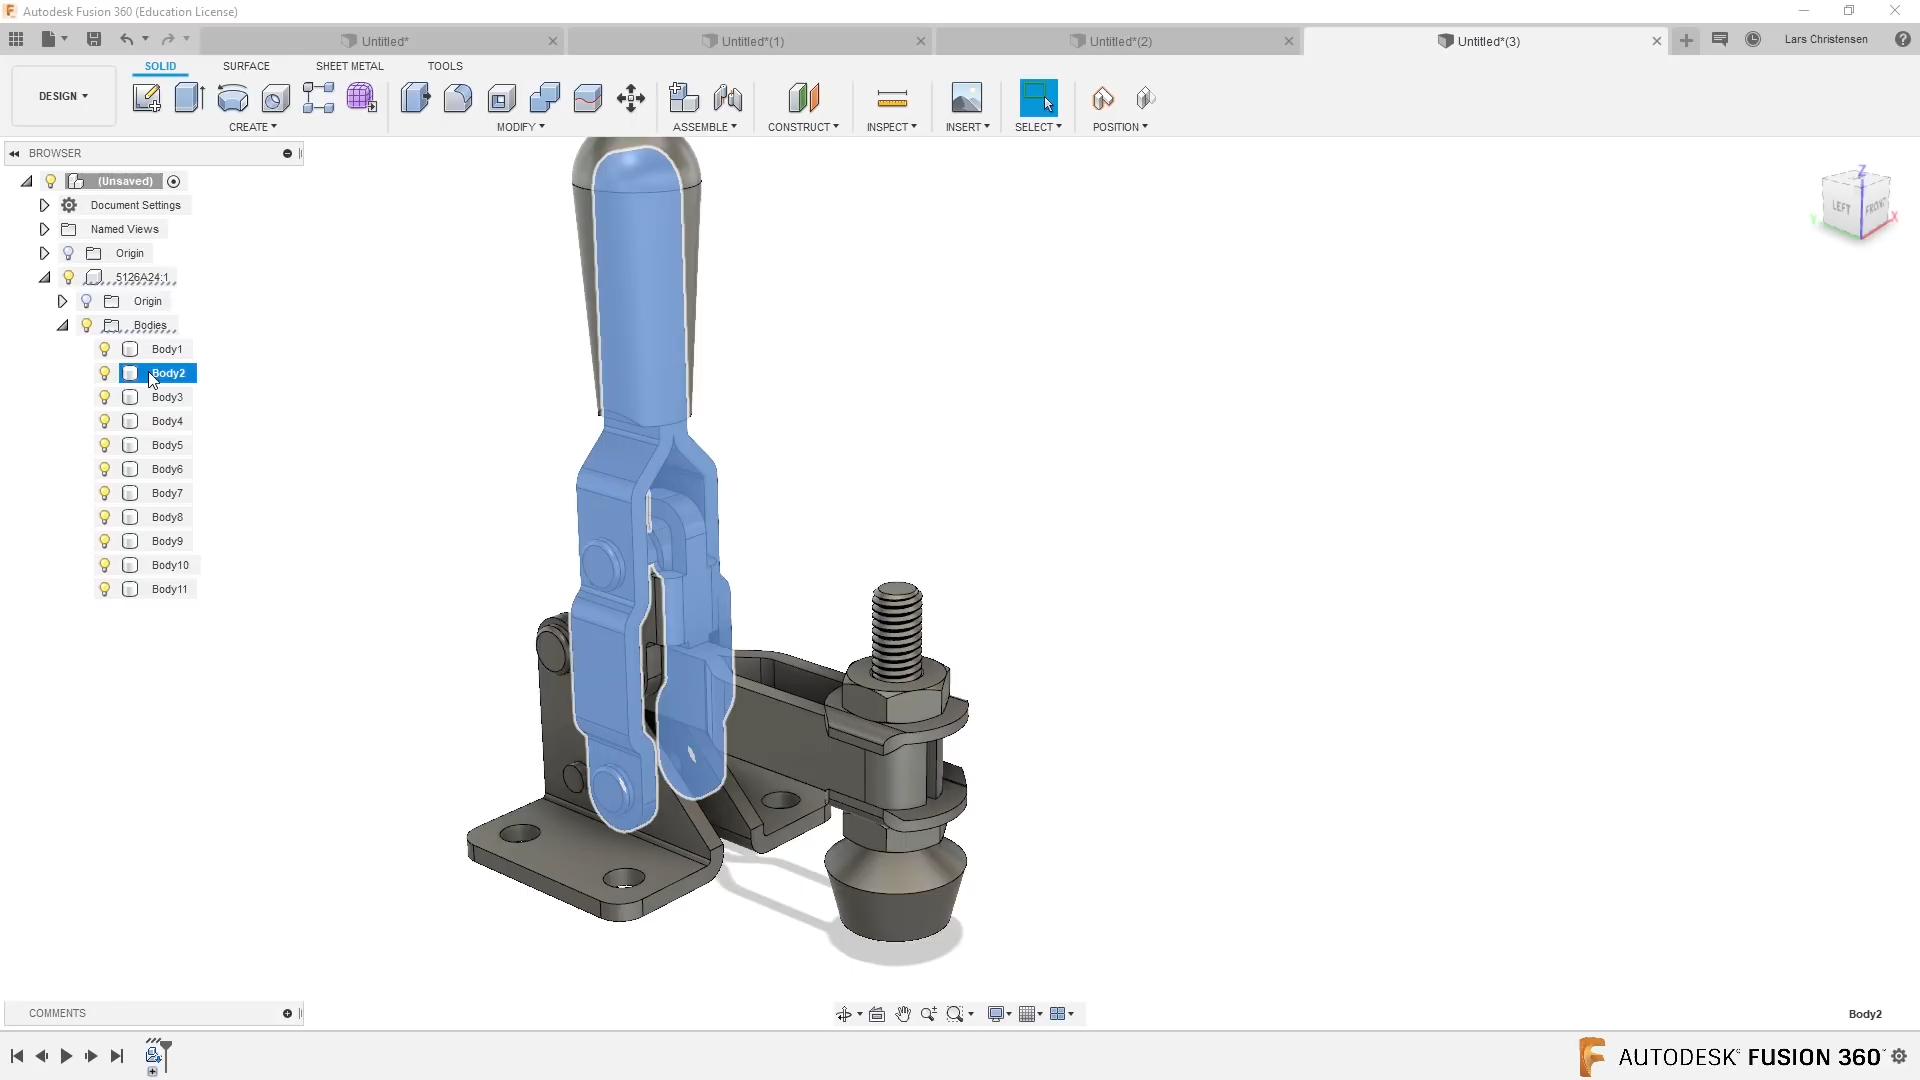 Autodesk Fusion 360 (Education License)
Untitled*
Untitled*(1)
Untitled*(2)
Untitled*(3)
Lars Christensen
SOLID
SURFACE
SHEET METAL
TOOLS
DESIGN
CREATE
MODIFY
ASSEMBLE
CONSTRUCT
INSPECT
INSERT
SELECT
POSITION
BROWSER
(Unsaved)
Document Settings
Named Views
Origin
5126A24:1
Origin
Bodies
Body1
Body2
Body3
Body4
Body5
Body6
Body7
Body8
Body9
Body10
Body11
Z
LEFT
FRONT
Y
X
COMMENTS
Body2
AUTODESK FUSION 360